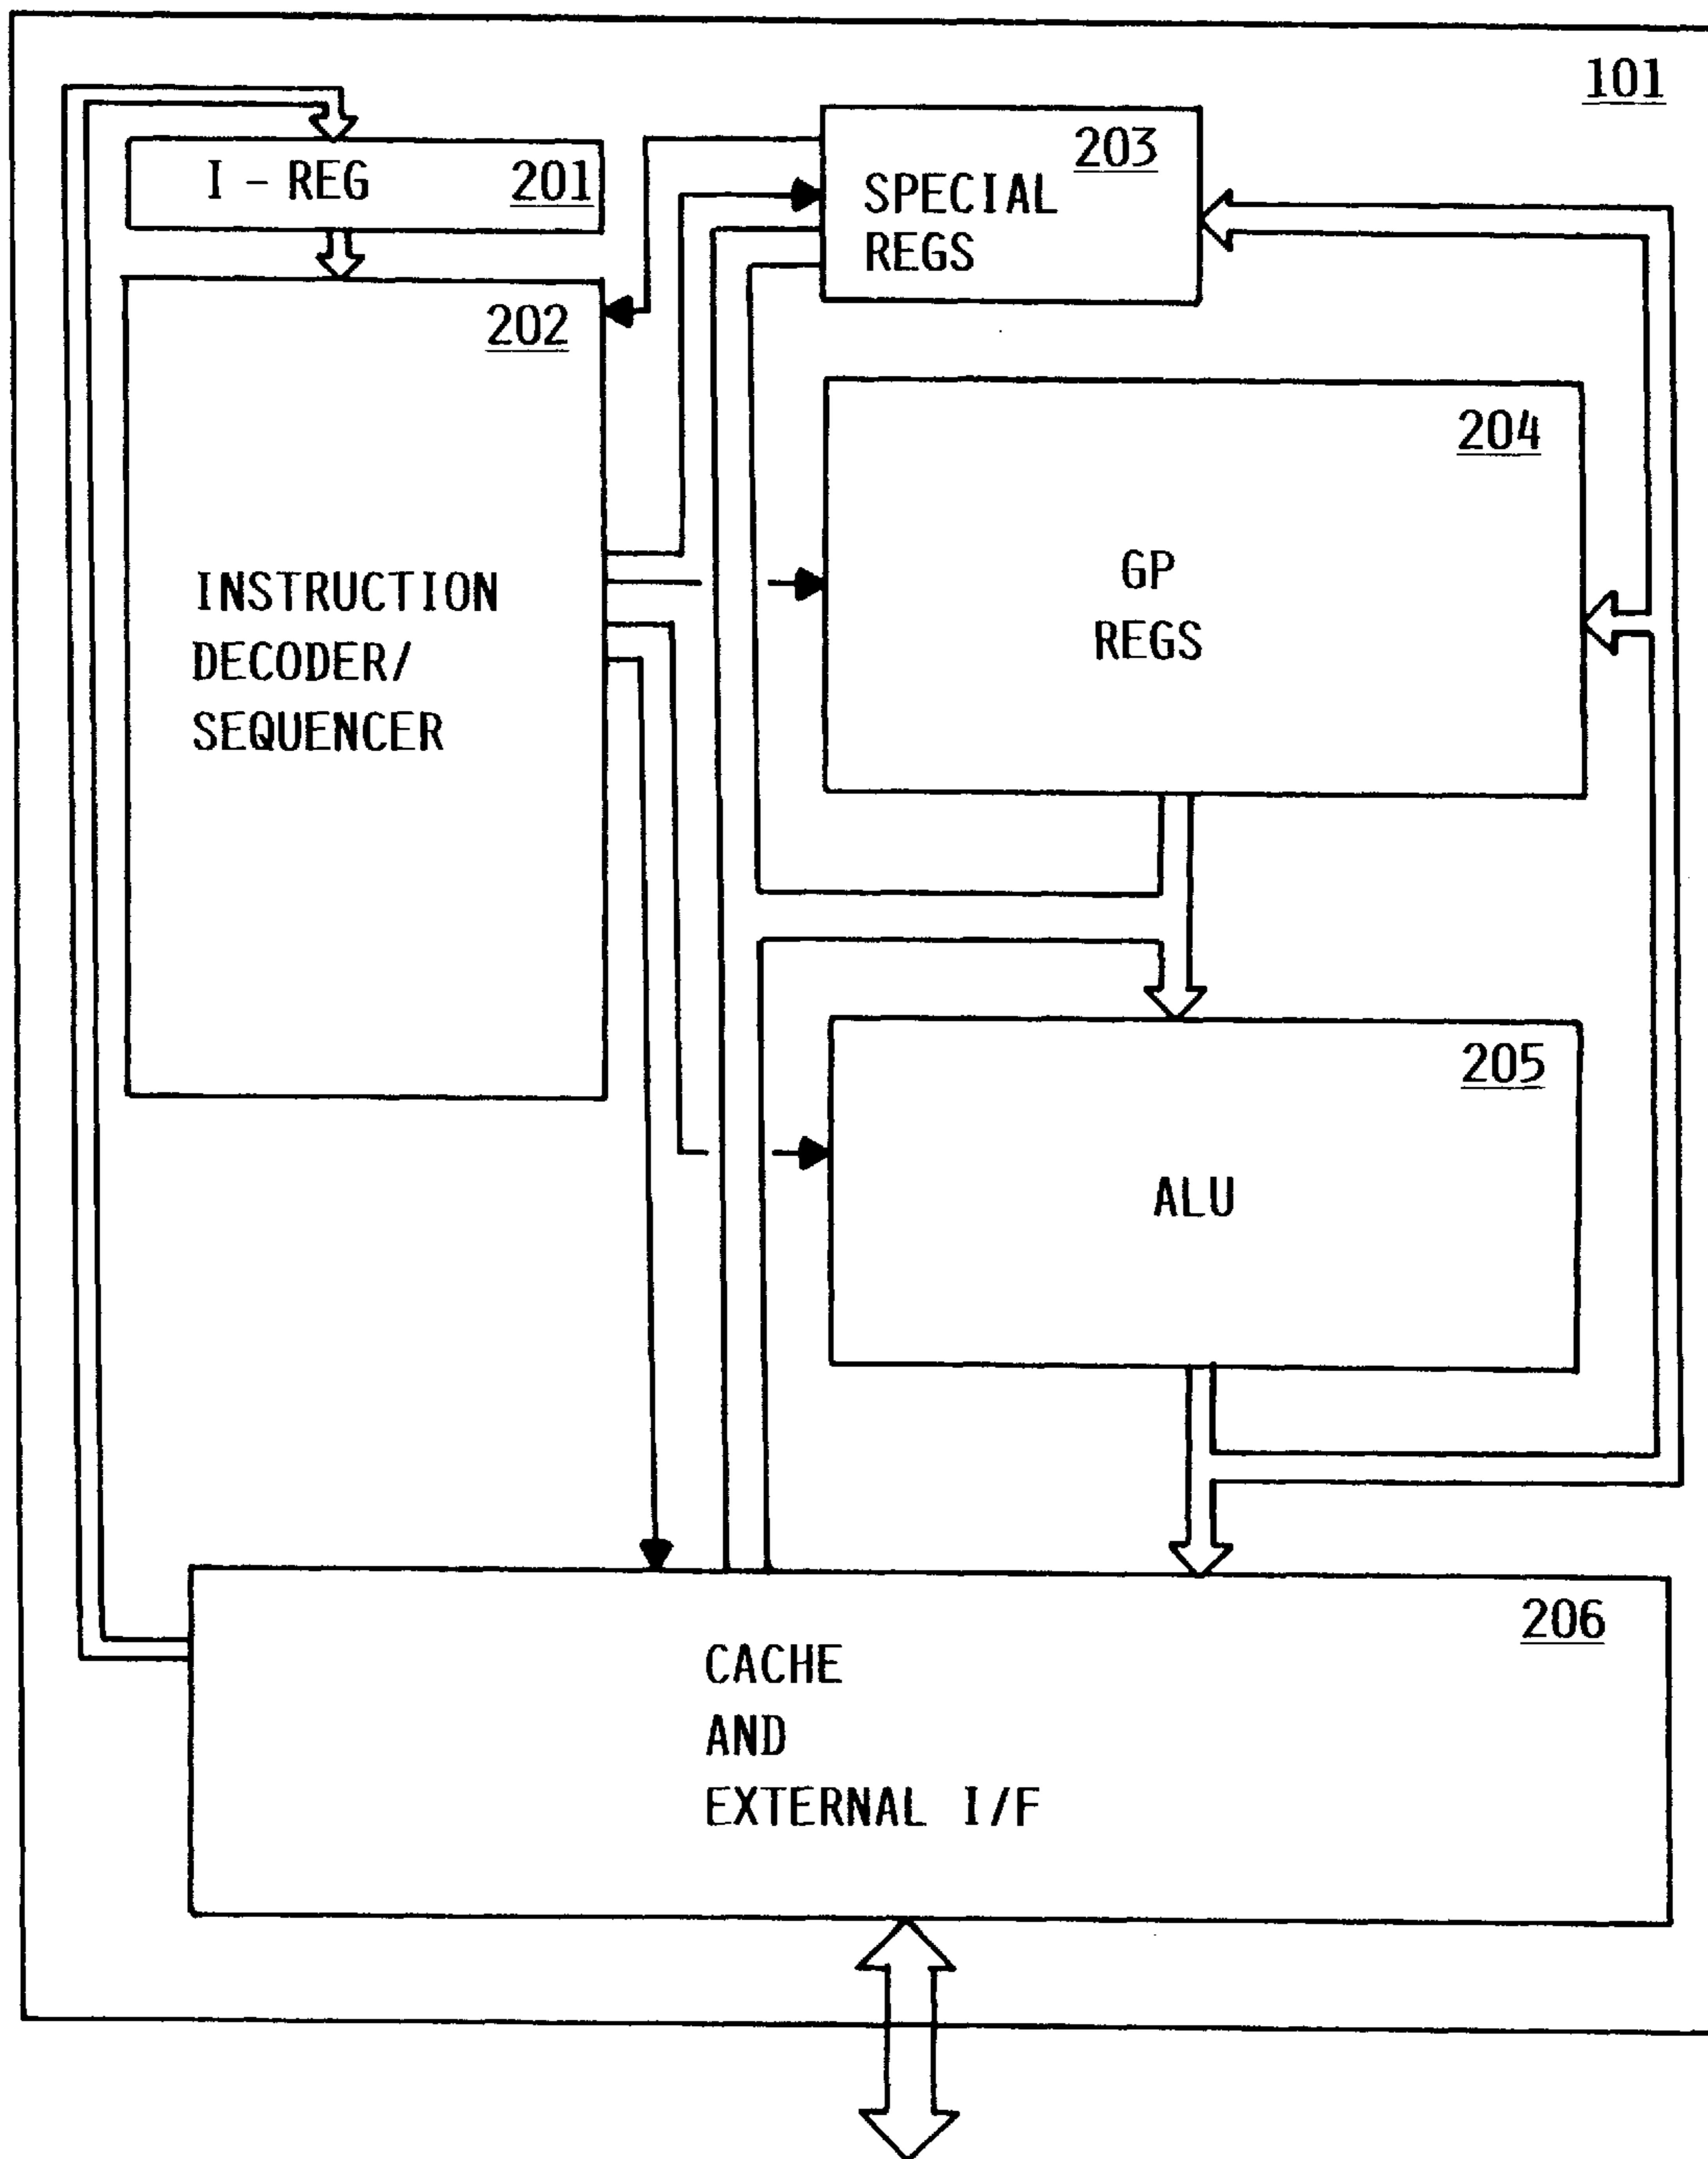 101
I - REG 201
203
SPECIAL
REGS
202
INSTRUCTION
DECODER/
SEQUENCER
204
GP
REGS
205
ALU
206
CACHE
AND
EXTERNAL I/F